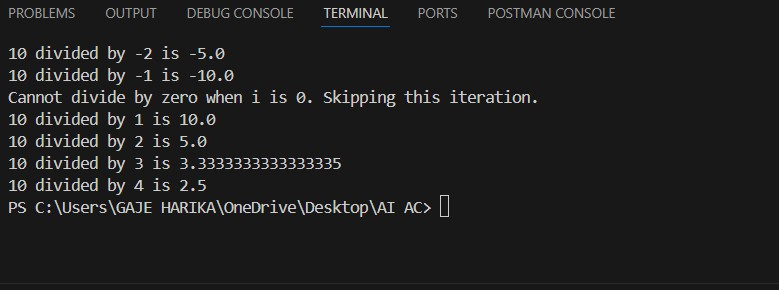 PROBLEMS OUTPUT DEBUG CONSOLE TERMINAL PORTS POSTMAN CONSOLE
10 divided by -2 is -5.0
10 divided by -1 is -10.0
Cannot divide by zero when i is 0. Skipping this iteration.
10 divided by 1 is 10.0
10 divided by 2 is 5.0
10 divided by 3 is 3.3333333333333335
10 divided by 4 is 2.5
PS C:\Users\GAJE HARIKA\OneDrive\Desktop\AI AC>